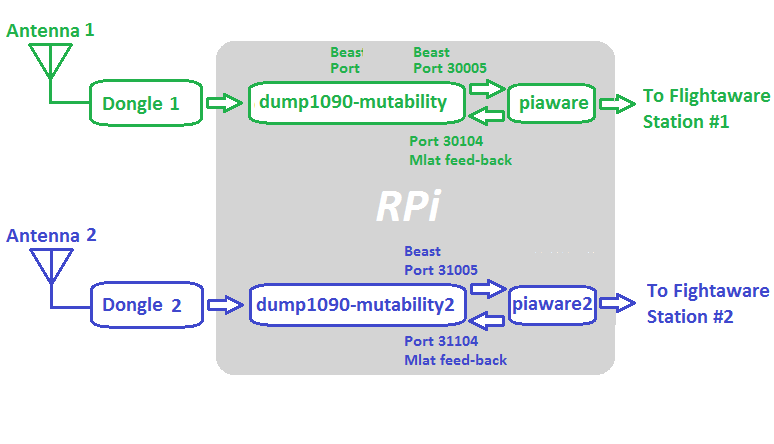 Antenna 1
Beast
Port
Beast
Port 30005
Dongle 1
dump1090-mutability
piaware
To Flightaware
Station #1
Port 30104
Mlat feed-back
RPi
Antenna 2
Beast
Port 31005
Dongle 2
dump1090-mutability2
piaware2
To Fightaware
Station #2
Port 31104
Mlat feed-back